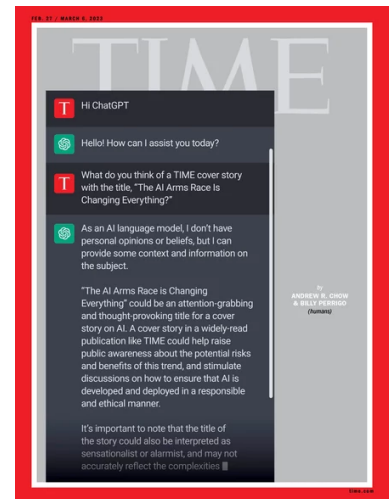 FEB. 27 / MARCH 6, 2023
TIME
T
Hi ChatGPT
Hello! How can I assist you today?
T
What do you think of a TIME cover story
with the title, “The AI Arms Race Is
Changing Everything?”
As an AI language model, I don't have
personal opinions or beliefs, but I can
provide some context and information on
the subject.
“The AI Arms Race is Changing
Everything” could be an attention-grabbing
and thought-provoking title for a cover
story on AI. A cover story in a widely-read
publication like TIME could help raise
public awareness about the potential risks
and benefits of this trend, and stimulate
discussions on how to ensure that AI is
developed and deployed in a responsible
and ethical manner.
It's important to note that the title of
the story could also be interpreted as
sensationalist or alarmist, and may not
accurately reflect the complexities
By
ANDREW R. CHOW
& BILLY PERRIGO
(humans)
time.com